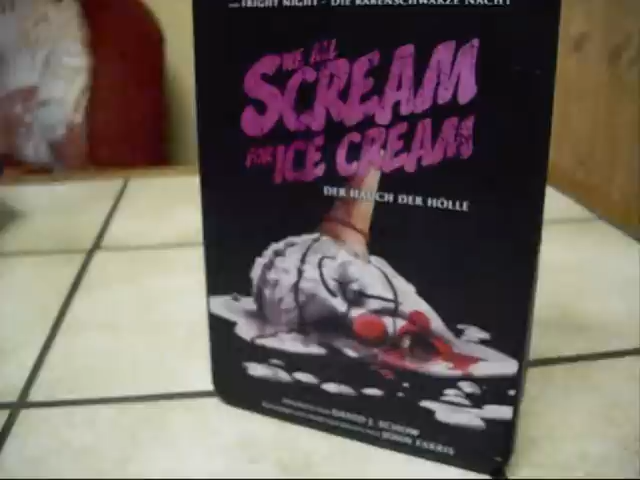 FRIGHT NIGHT - DIE RABENSCHWARZE NACHT
WE ALL
SCREAM
FOR ICE CREAM
DER HAUCH DER HÖLLE
DAVID J. SCHOW
JOHN FARRIS